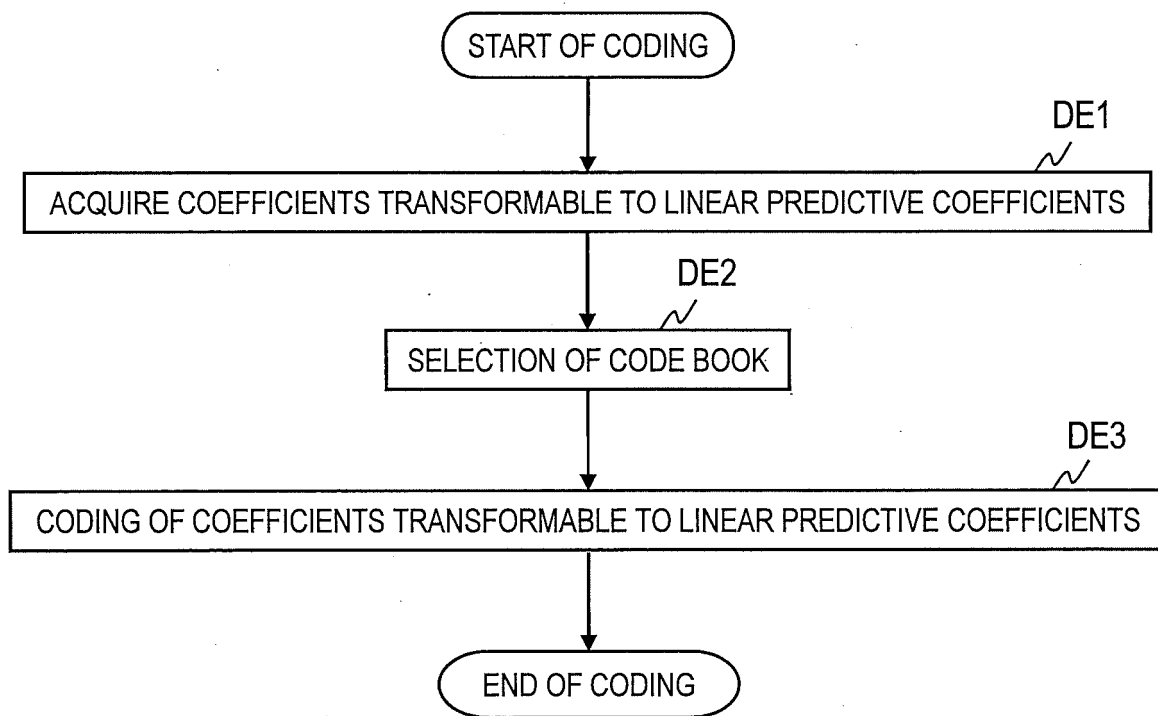 START OF CODING
DE1
ACQUIRE COEFFICIENTS TRANSFORMABLE TO LINEAR PREDICTIVE COEFFICIENTS
DE2
SELECTION OF CODE BOOK
DE3
CODING OF COEFFICIENTS TRANSFORMABLE TO LINEAR PREDICTIVE COEFFICIENTS
END OF CODING